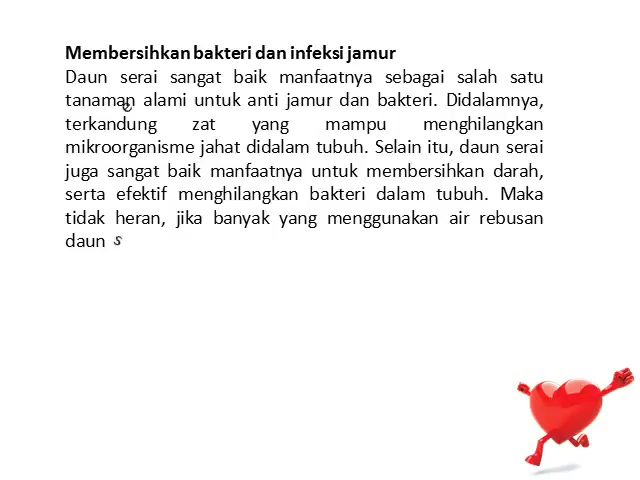 Membersihkan bakteri dan infeksi jamur
Daun serai sangat baik manfaatnya sebagai salah satu
tanaman alami untuk anti jamur dan bakteri. Didalamnya,
terkandung zat yang mampu menghilangkan
mikroorganisme jahat didalam tubuh. Selain itu, daun serai
juga sangat baik manfaatnya untuk membersihkan darah,
serta efektif menghilangkan bakteri dalam tubuh. Maka
tidak heran, jika banyak yang menggunakan air rebusan
daun s